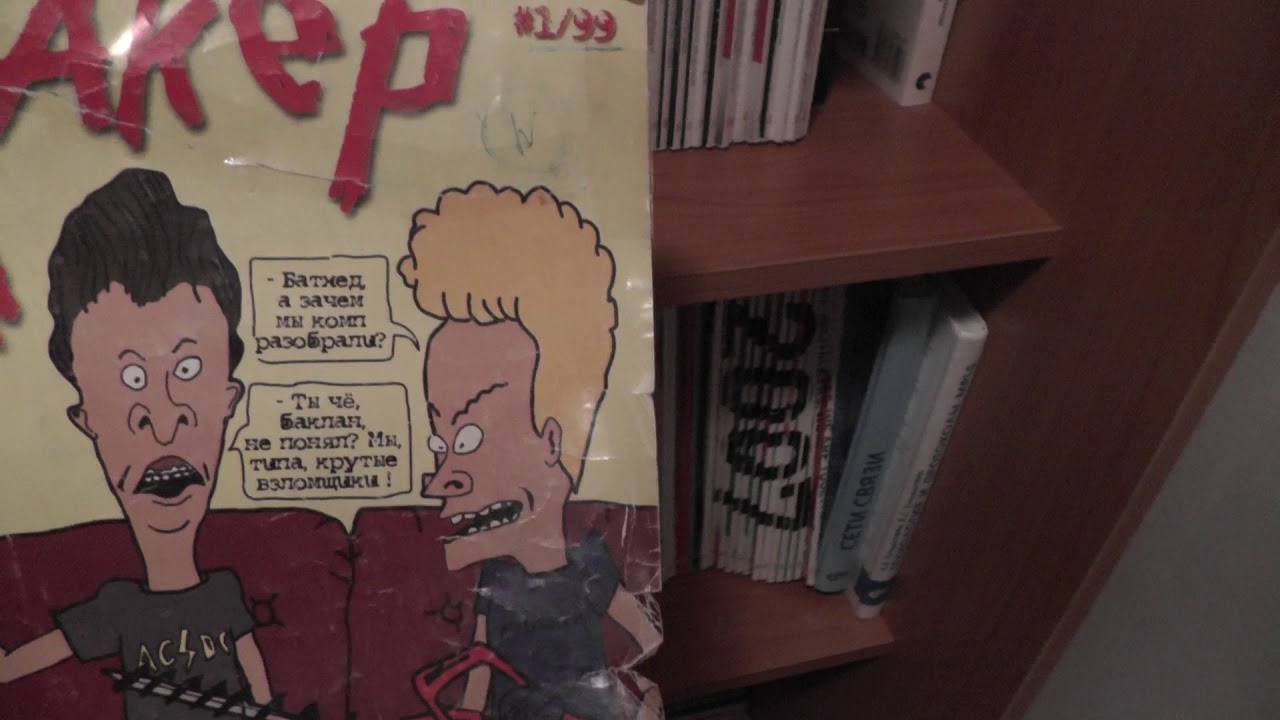 Акер
#1/99
- Батхед,
а зачем
мы комп
разобрали?
- Ты чё,
баклан,
не понял? Мы,
типа, крутые
взломщики !
AC DC
2007
СЕТИ СВЯЗИ